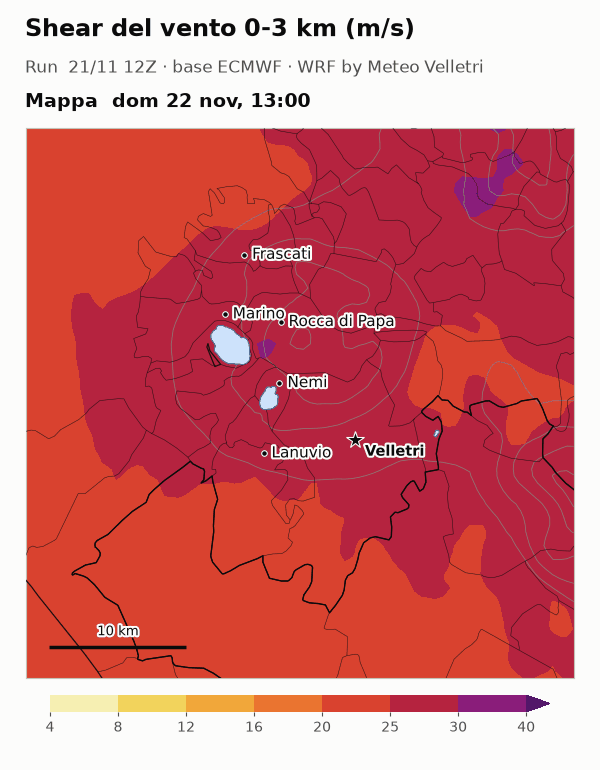 Shear del vento 0-3 km (m/s)
Run  21/11 12Z · base ECMWF · WRF by Meteo Velletri
Mappa  dom 22 nov, 13:00
Frascati
Marino
Rocca di Papa
Nemi
Velletri
Lanuvio
10 km
4 8 12 16 20 25 30 40